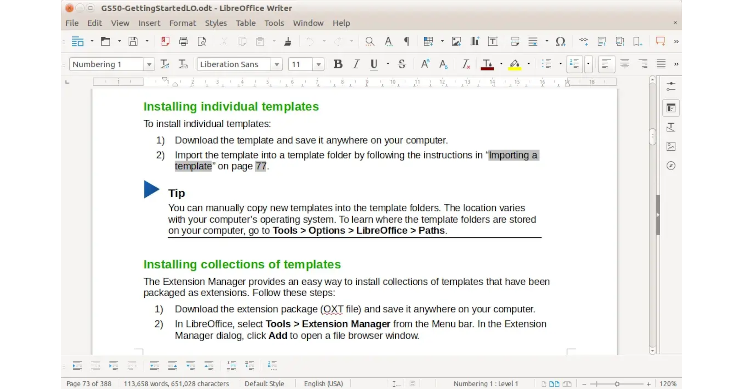 GS50-GettingStartedLO.odt - LibreOffice Writer
File Edit View Insert Format Styles Table Tools Window Help
Numbering 1 Liberation Sans 11
Installing individual templates
To install individual templates:
1) Download the template and save it anywhere on your computer.
2) Import the template into a template folder by following the instructions in “Importing a
template” on page 77.
Tip
You can manually copy new templates into the template folders. The location varies
with your computer’s operating system. To learn where the template folders are stored
on your computer, go to Tools > Options > LibreOffice > Paths.
Installing collections of templates
The Extension Manager provides an easy way to install collections of templates that have been
packaged as extensions. Follow these steps:
1) Download the extension package (OXT file) and save it anywhere on your computer.
2) In LibreOffice, select Tools > Extension Manager from the Menu bar. In the Extension
Manager dialog, click Add to open a file browser window.
Page 73 of 388 113,658 words, 651,028 characters Default Style English (USA) Numbering 1 : Level 1 120%